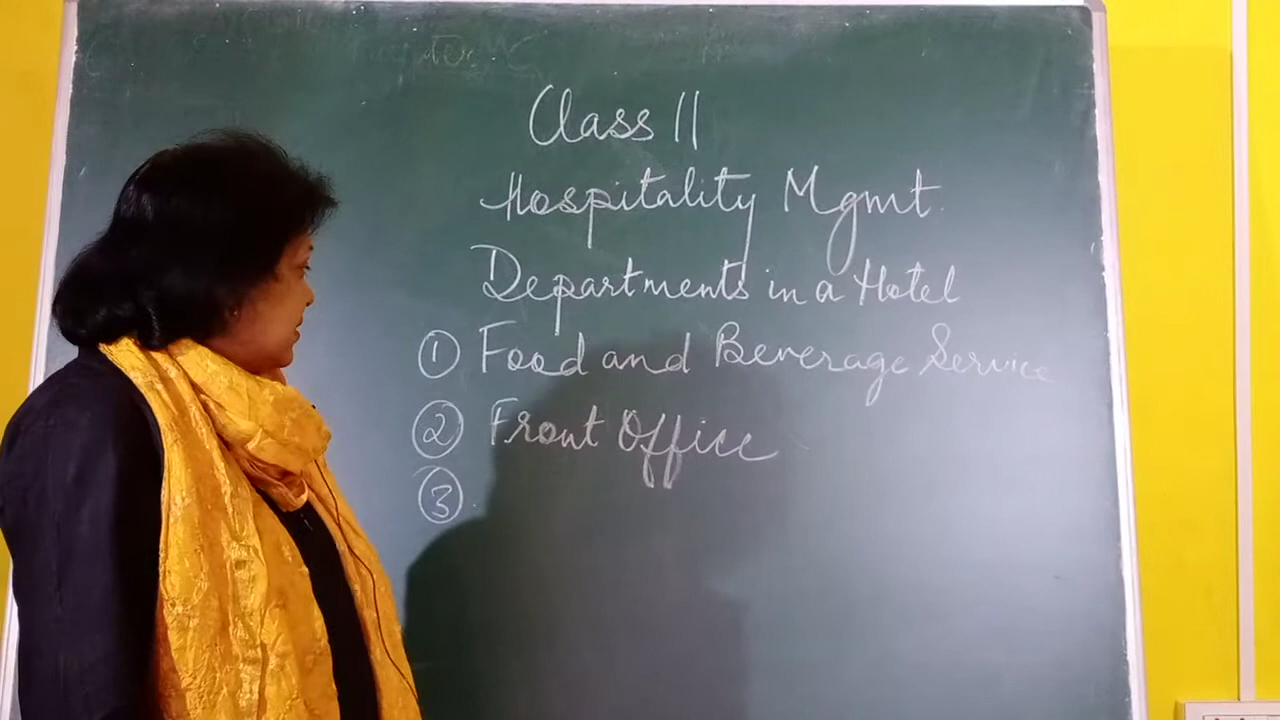 Class 11
Hospitality Mgmt.
Departments in a Hotel
① Food and Beverage Service
② Front Office
③